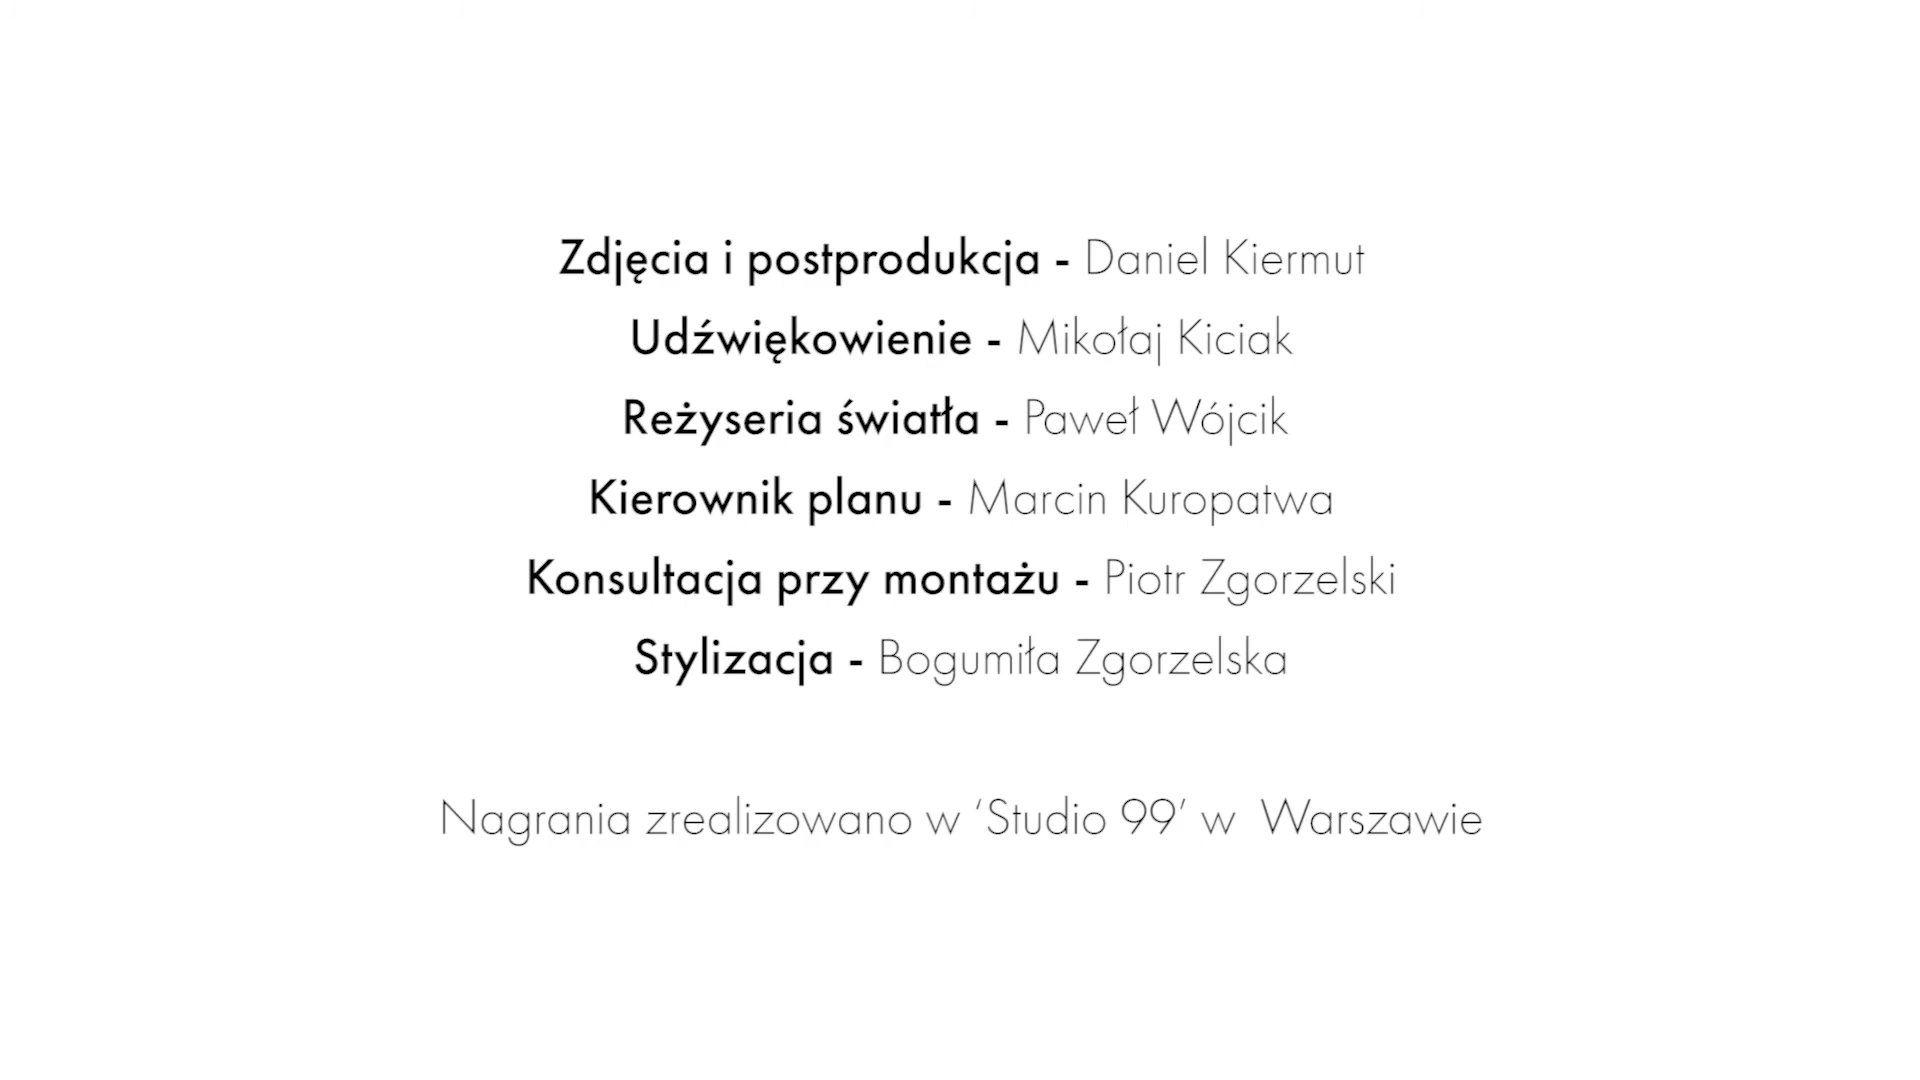 Zdjęcia i postprodukcja - Daniel Kiermut
Udźwiękowienie - Mikołaj Kiciak
Reżyseria światła - Paweł Wójcik
Kierownik planu - Marcin Kuropatwa
Konsultacja przy montażu - Piotr Zgorzelski
Stylizacja - Bogumiła Zgorzelska
Nagrania zrealizowano w ‘Studio 99’ w  Warszawie